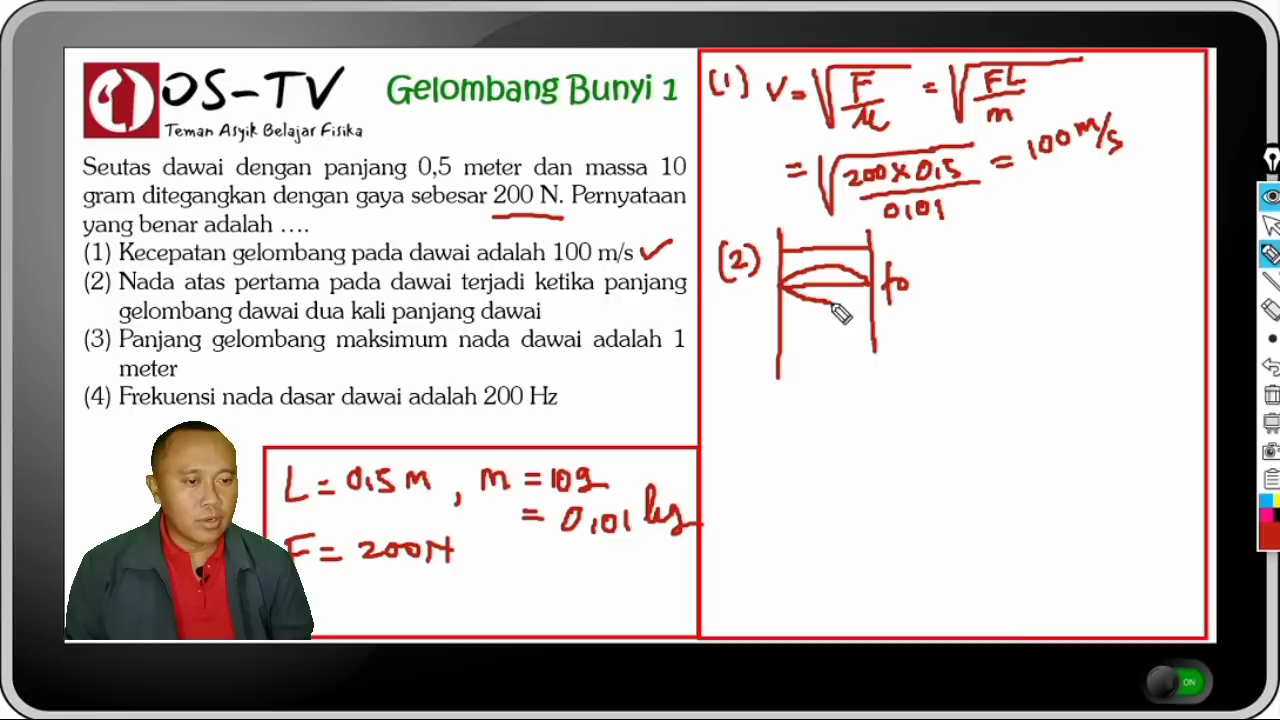 OS-TV
Teman Asyik Belajar Fisika
Gelombang Bunyi 1
Seutas dawai dengan panjang 0,5 meter dan massa 10
gram ditegangkan dengan gaya sebesar 200 N. Pernyataan
yang benar adalah ….
(1) Kecepatan gelombang pada dawai adalah 100 m/s ✓
(2) Nada atas pertama pada dawai terjadi ketika panjang
gelombang dawai dua kali panjang dawai
(3) Panjang gelombang maksimum nada dawai adalah 1
meter
(4) Frekuensi nada dasar dawai adalah 200 Hz
L = 0,5 m , m = 10 g
= 0,01 kg
F = 200 N
(1) v = √(F/μ) = √(FL/m)
= √(200 x 0,5/0,01) = 100 m/s
(2) fo
ON